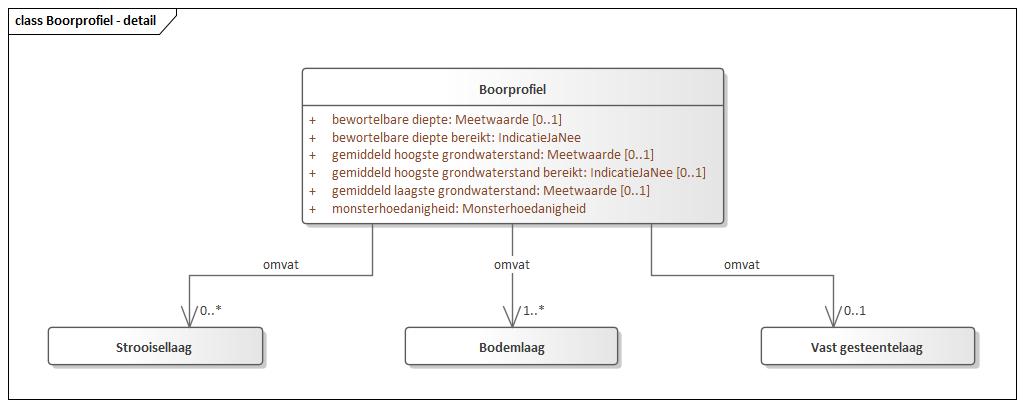 class Boorprofiel - detail
Boorprofiel
+ bewortelbare diepte: Meetwaarde [0..1]
+ bewortelbare diepte bereikt: IndicatieJaNee
+ gemiddeld hoogste grondwaterstand: Meetwaarde [0..1]
+ gemiddeld hoogste grondwaterstand bereikt: IndicatieJaNee [0..1]
+ gemiddeld laagste grondwaterstand: Meetwaarde [0..1]
+ monsterhoedanigheid: Monsterhoedanigheid
omvat omvat omvat
0..* 1..* 0..1
Strooisellaag Bodemlaag Vast gesteentelaag